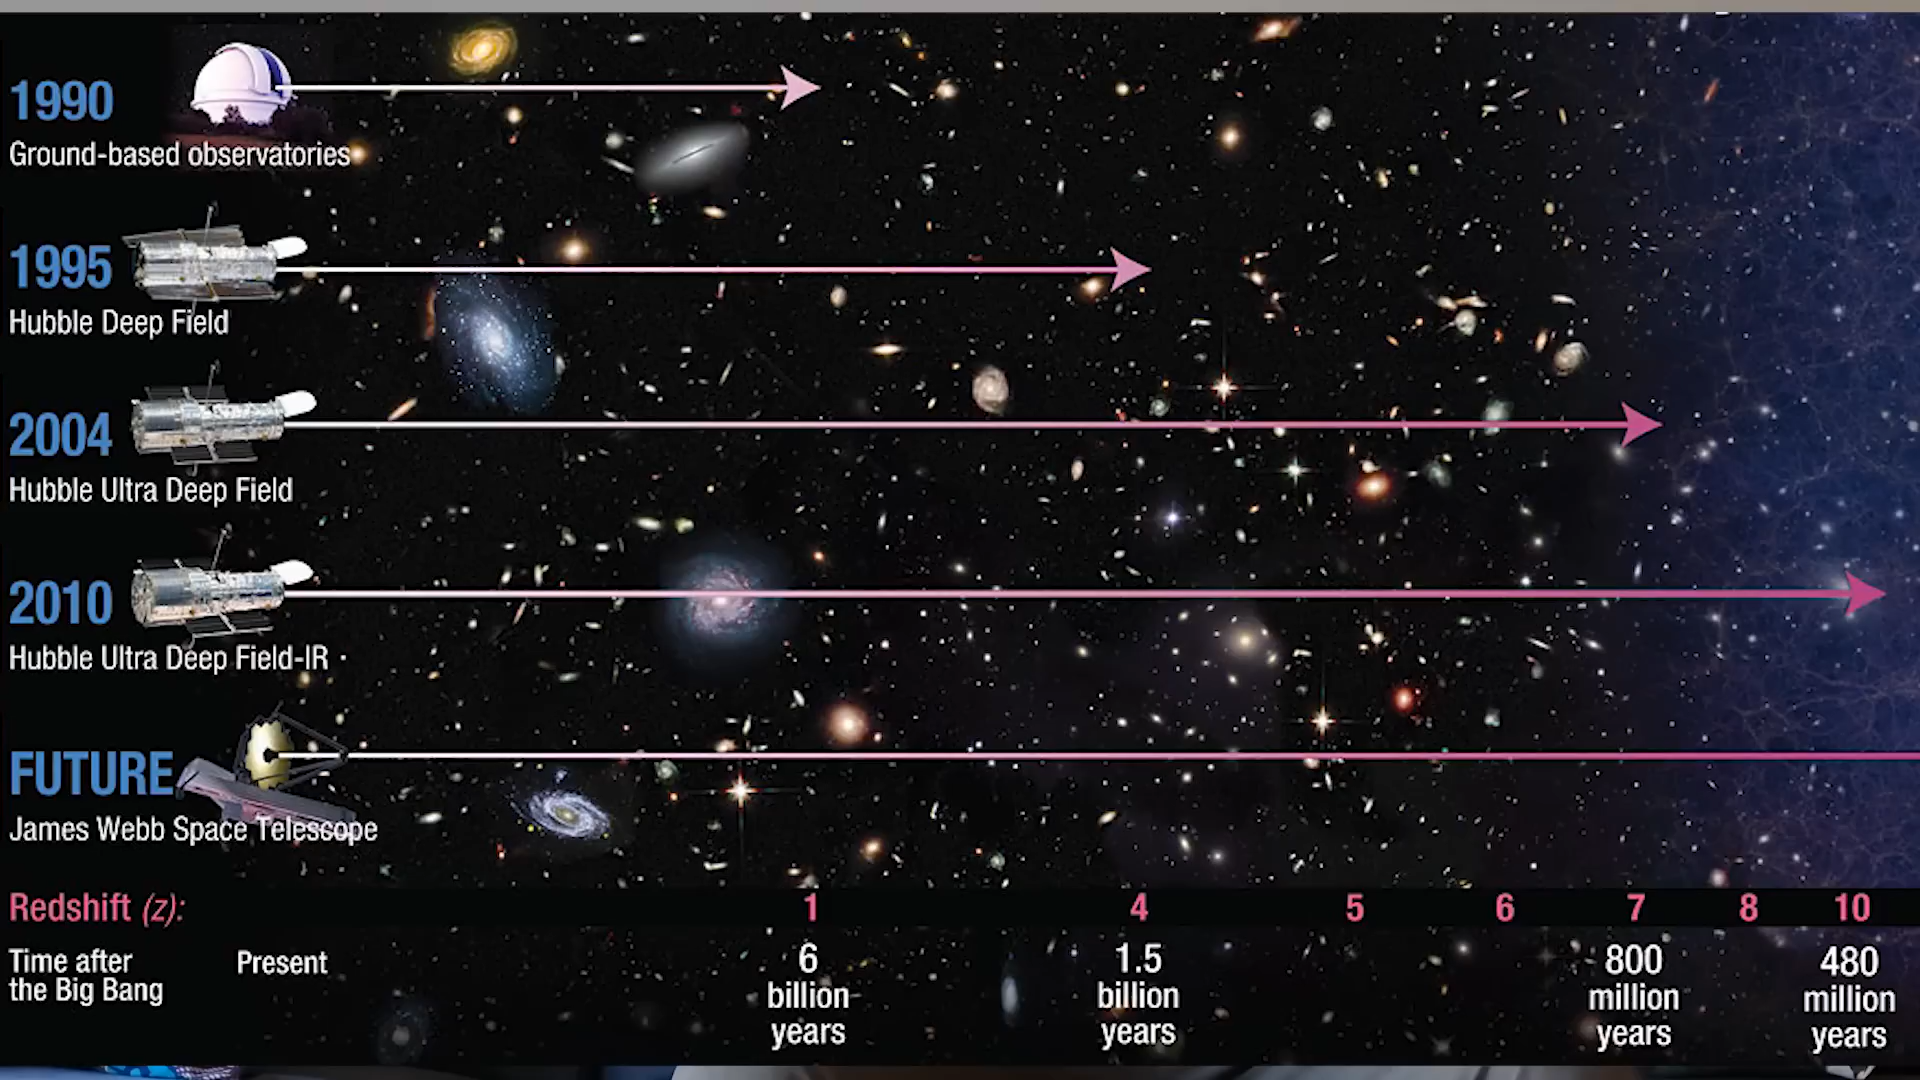 1990
Ground-based observatories
1995
Hubble Deep Field
2004
Hubble Ultra Deep Field
2010
Hubble Ultra Deep Field-IR
FUTURE
James Webb Space Telescope
Redshift (z): 1 4 5 6 7 8 10
Time after
the Big Bang
Present
6
billion
years
1.5
billion
years
800
million
years
480
million
years